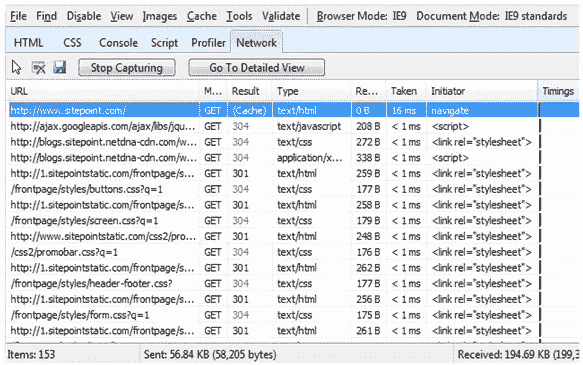 File Find Disable View Images Cache Tools Validate Browser Mode: IE9 Document Mode: IE9 standards
HTML CSS Console Script Profiler Network
Stop Capturing Go To Detailed View
URL M... Result Type Re... Taken Initiator Timings
http://www.sitepoint.com/ GET (Cache) text/html 0 B 16 ms navigate
http://ajax.googleapis.com/ajax/libs/jqu... GET 304 text/javascript 208 B < 1 ms <script>
http://blogs.sitepoint.netdna-cdn.com/w... GET 304 text/css 272 B < 1 ms <link rel="stylesheet">
http://blogs.sitepoint.netdna-cdn.com/w... GET 304 application/x... 338 B < 1 ms <script>
http://1.sitepointstatic.com/frontpage/s... GET 301 text/html 259 B < 1 ms <link rel="stylesheet">
/frontpage/styles/buttons.css?q=1 GET 304 text/css 177 B < 1 ms <link rel="stylesheet">
http://1.sitepointstatic.com/frontpage/s... GET 301 text/html 258 B < 1 ms <link rel="stylesheet">
/frontpage/styles/screen.css?q=1 GET 304 text/css 179 B < 1 ms <link rel="stylesheet">
http://www.sitepointstatic.com/css2/pro... GET 301 text/html 248 B < 1 ms <link rel="stylesheet">
/css2/promobar.css?q=1 GET 304 text/css 176 B < 1 ms <link rel="stylesheet">
http://1.sitepointstatic.com/frontpage/s... GET 301 text/html 262 B < 1 ms <link rel="stylesheet">
/frontpage/styles/header-footer.css? GET 304 text/css 177 B < 1 ms <link rel="stylesheet">
http://1.sitepointstatic.com/frontpage/s... GET 301 text/html 256 B < 1 ms <link rel="stylesheet">
/frontpage/styles/form.css?q=1 GET 304 text/css 175 B < 1 ms <link rel="stylesheet">
http://1.sitepointstatic.com/frontpage/s... GET 301 text/html 261 B < 1 ms <link rel="stylesheet">
Items: 153 Sent: 56.84 KB (58,205 bytes) Received: 194.69 KB (199,3